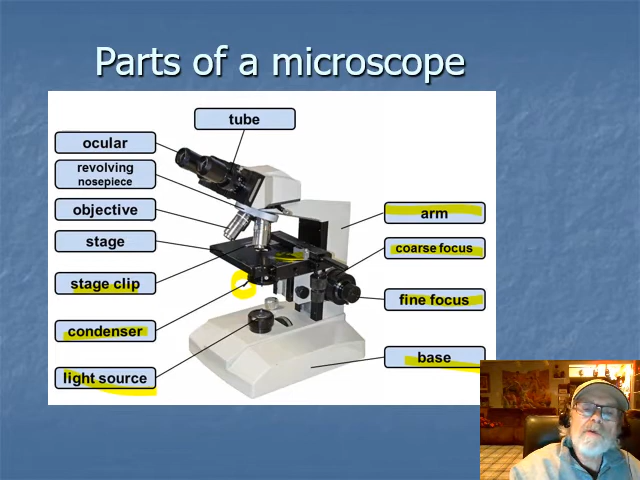 Parts of a microscope
tube
ocular
revolving
nosepiece
objective
stage
stage clip
condenser
light source
arm
coarse focus
fine focus
base